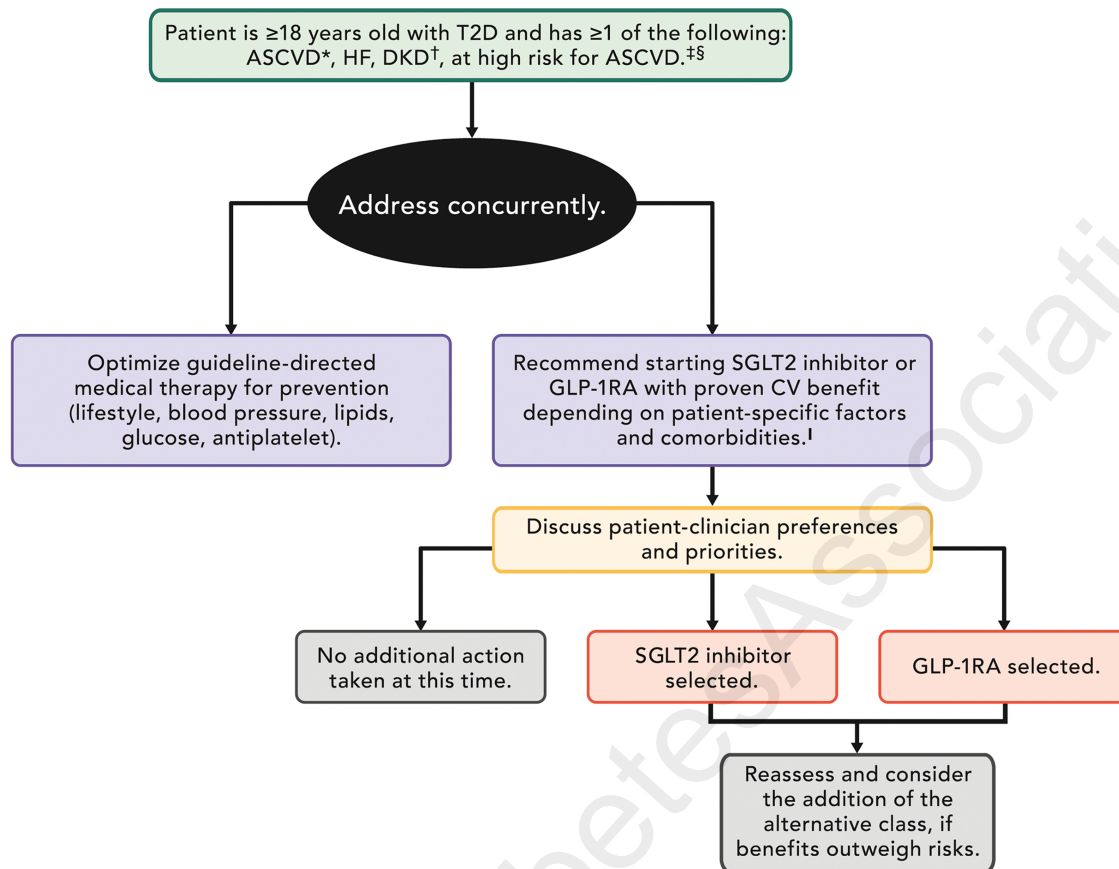 Patient is ≥18 years old with T2D and has ≥1 of the following:
ASCVD*, HF, DKD†, at high risk for ASCVD.‡§
Address concurrently.
Optimize guideline-directed
medical therapy for prevention
(lifestyle, blood pressure, lipids,
glucose, antiplatelet).
Recommend starting SGLT2 inhibitor or
GLP-1RA with proven CV benefit
depending on patient-specific factors
and comorbidities.ǀ
Discuss patient-clinician preferences
and priorities.
No additional action
taken at this time.
SGLT2 inhibitor
selected.
GLP-1RA selected.
Reassess and consider
the addition of the
alternative class, if
benefits outweigh risks.
betesAssociati